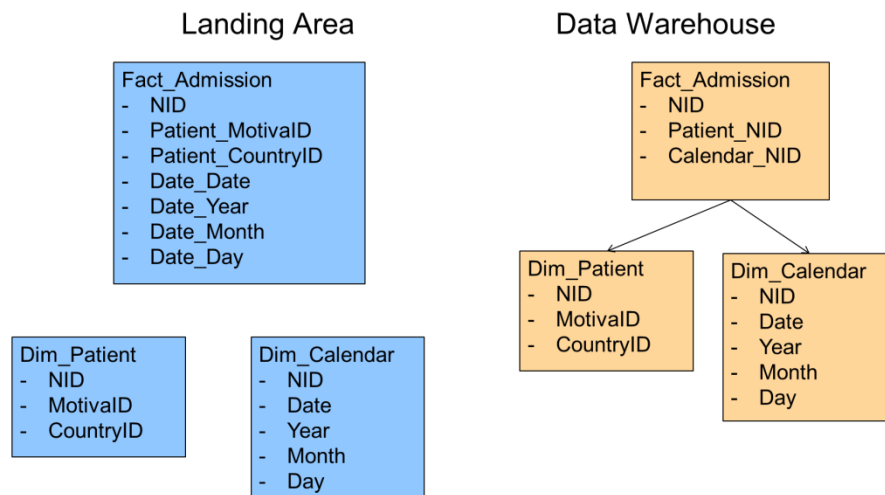 Landing Area
Data Warehouse
Fact_Admission
- NID
- Patient_MotivaID
- Patient_CountryID
- Date_Date
- Date_Year
- Date_Month
- Date_Day
Dim_Patient
- NID
- MotivaID
- CountryID
Dim_Calendar
- NID
- Date
- Year
- Month
- Day
Fact_Admission
- NID
- Patient_NID
- Calendar_NID
Dim_Patient
- NID
- MotivaID
- CountryID
Dim_Calendar
- NID
- Date
- Year
- Month
- Day